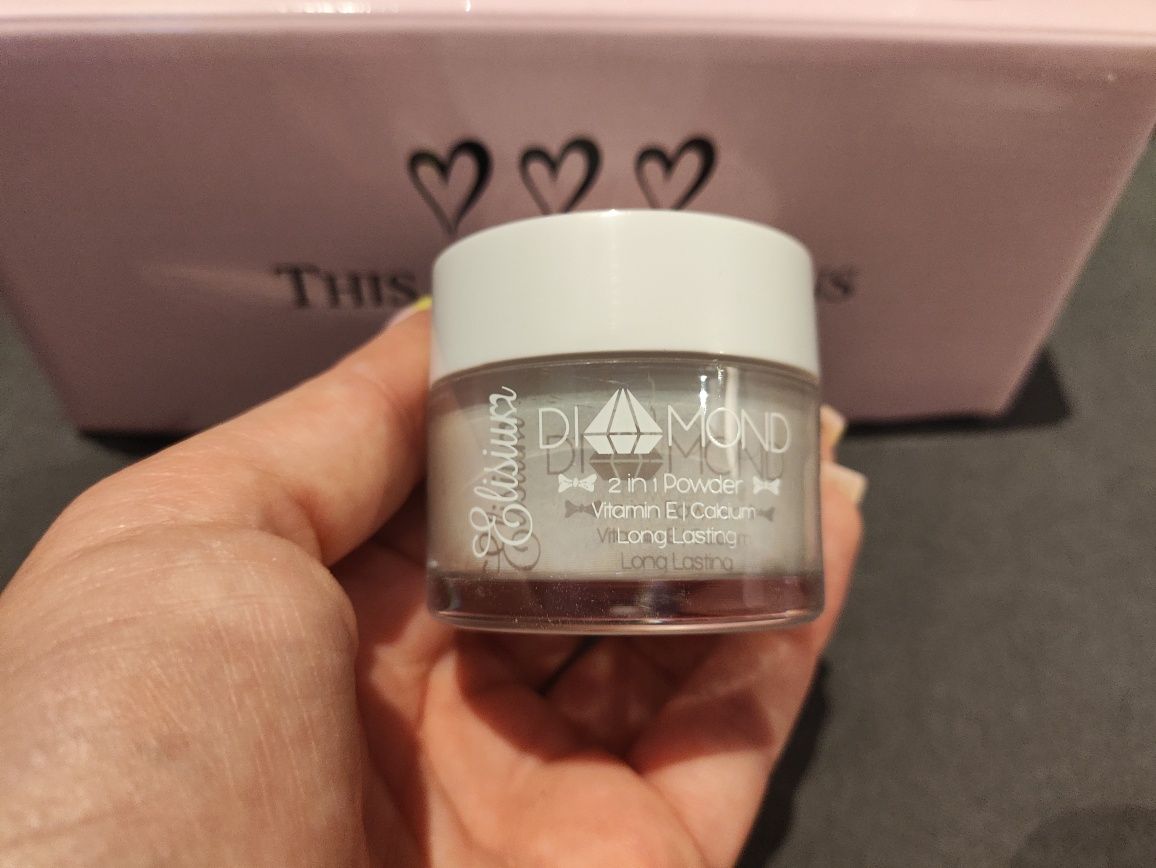 THIS
Elisium
DIAMOND
2 in 1 Powder
Vitamin E | Calcium
Long Lasting